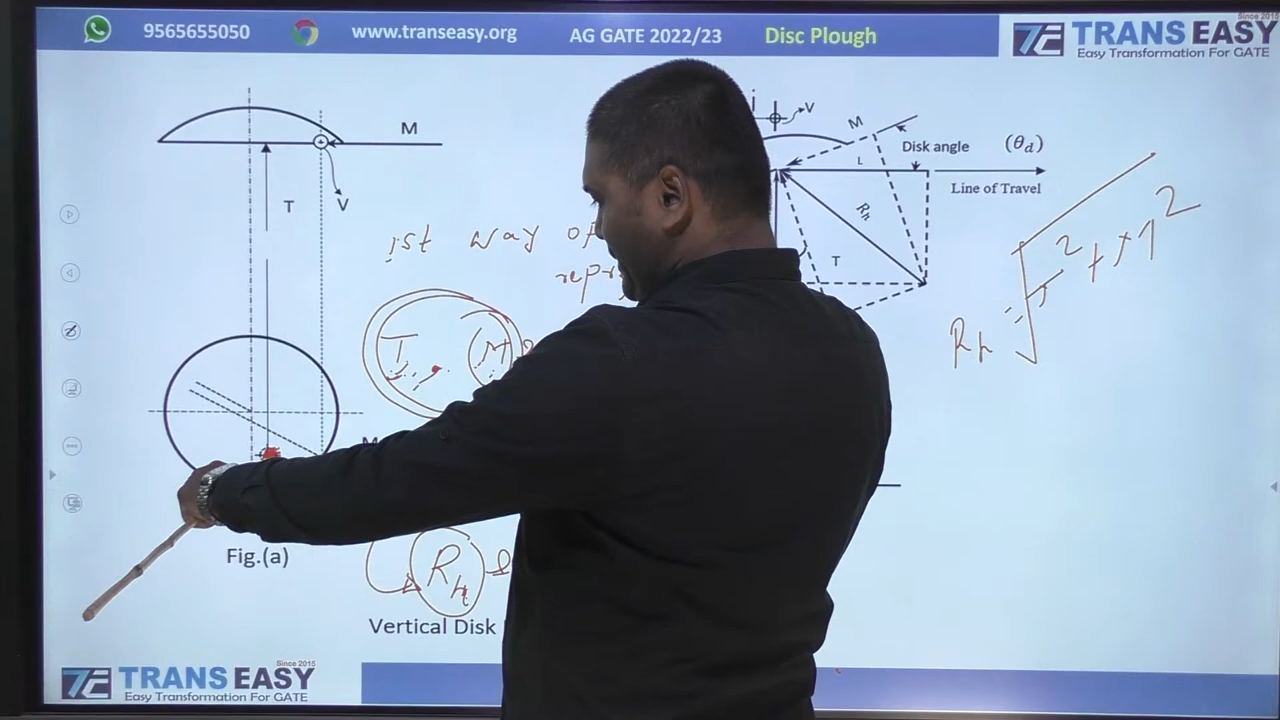 9565655050
www.transeasy.org
AG GATE 2022/23
Disc Plough
Since 2015
TRANS EASY
Easy Transformation For GATE
M
T
V
Fig.(a)
1st way of
T
M
Rh
Vertical Disk
V
M
L
Disk angle
(θd)
Line of Travel
Rh
T
Rh = √T² + M²
Since 2015
TRANS EASY
Easy Transformation For GATE